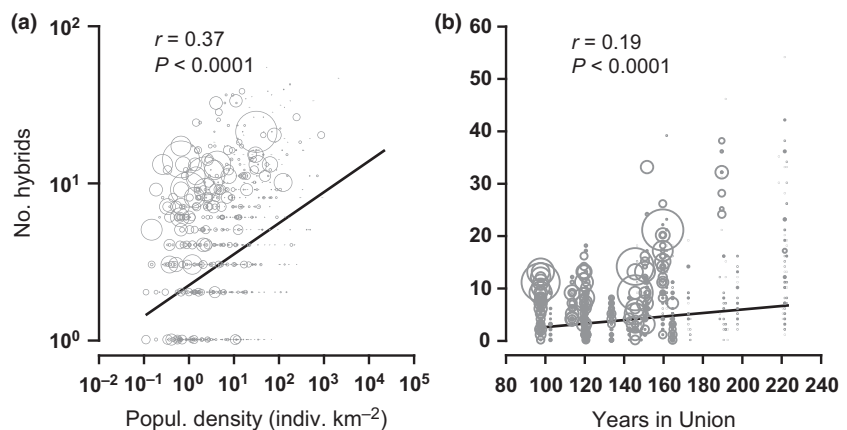 (a)
r = 0.37
P < 0.0001
10²
10¹
10⁰
No. hybrids
10⁻² 10⁻¹ 10⁰ 10¹ 10² 10³ 10⁴ 10⁵
Popul. density (indiv. km⁻²)
(b)
r = 0.19
P < 0.0001
60
50
40
30
20
10
0
80 100 120 140 160 180 200 220 240
Years in Union